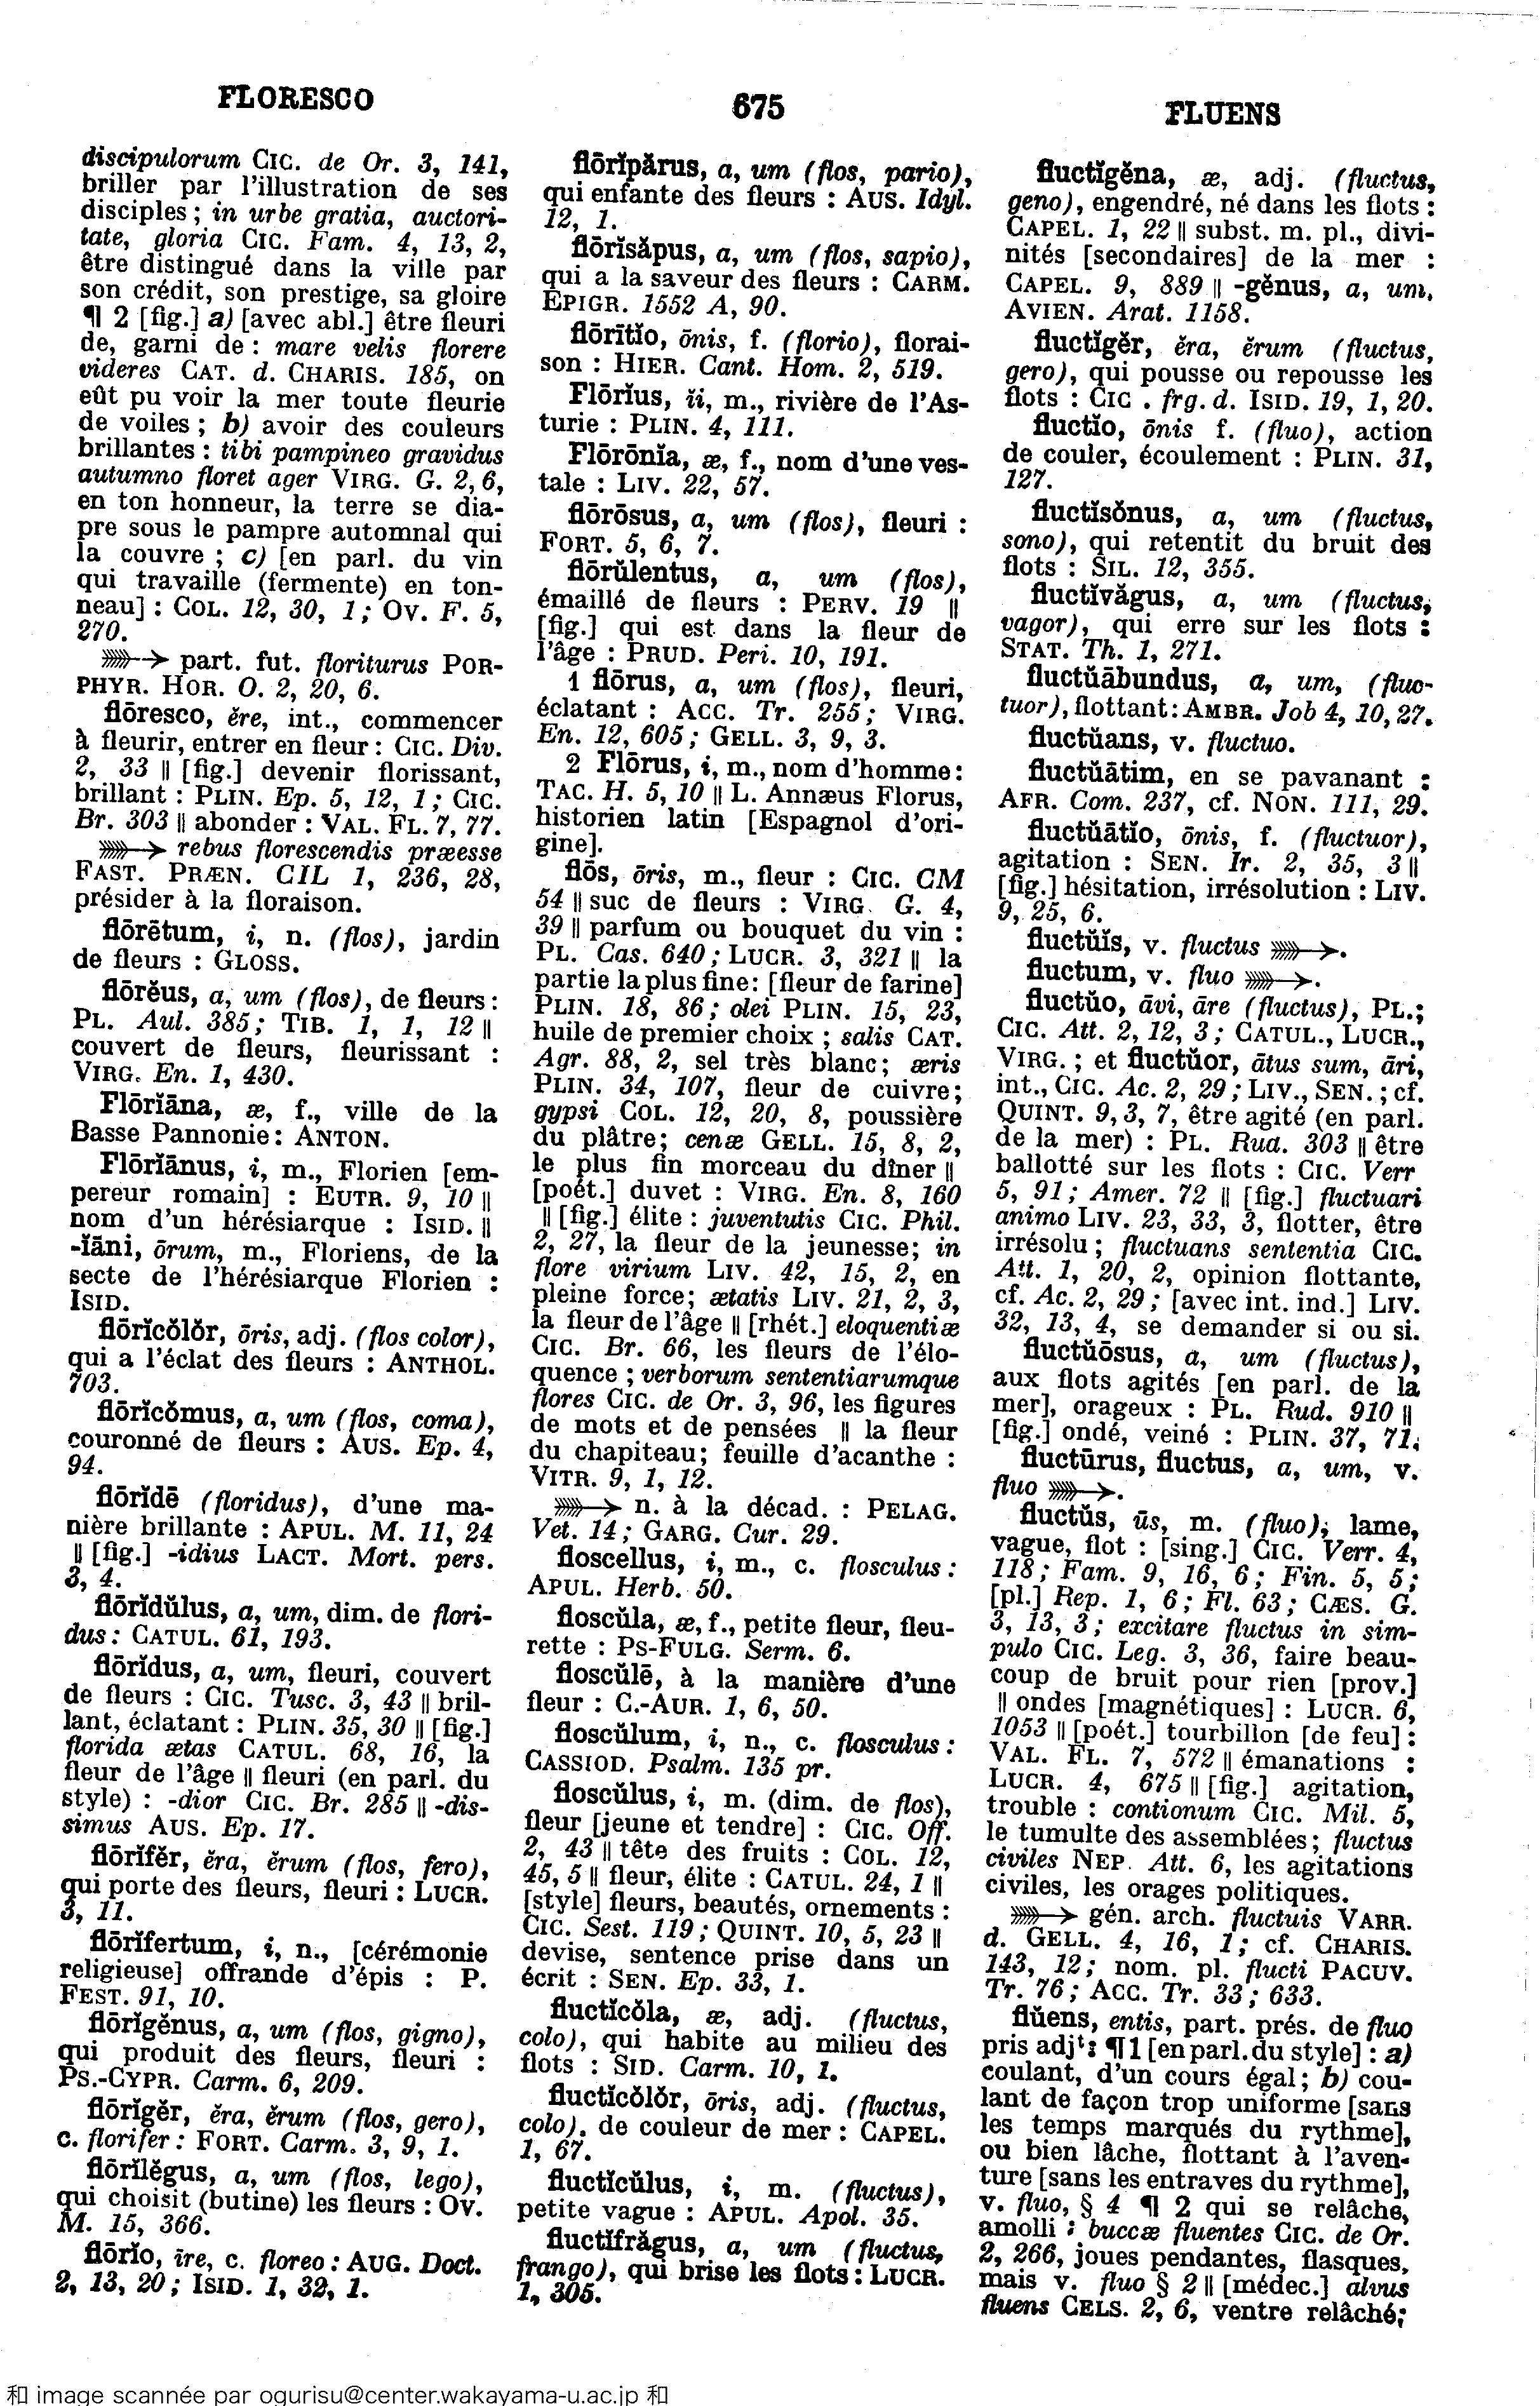 FLORESCO
675
FLUENS
discipulorum CIC. de Or. 3, 141,
briller par l'illustration de ses
disciples ; in urbe gratia, auctori-
tate, gloria CIC. Fam. 4, 13, 2,
être distingué dans la ville par
son crédit, son prestige, sa gloire
¶ 2 [fig.] a) [avec abl.] être fleuri
de, garni de : mare velis florere
videres CAT. d. CHARIS. 185, on
eût pu voir la mer toute fleurie
de voiles ; b) avoir des couleurs
brillantes : tibi pampineo gravidus
autumno floret ager VIRG. G. 2, 6,
en ton honneur, la terre se dia-
pre sous le pampre automnal qui
la couvre ; c) [en parl. du vin
qui travaille (fermente) en ton-
neau] : COL. 12, 30, 1 ; OV. F. 5,
270.
➳ part. fut. floriturus POR-
PHYR. HOR. O. 2, 20, 6.
flōresco, ĕre, int., commencer
à fleurir, entrer en fleur : CIC. Div.
2, 33 ‖ [fig.] devenir florissant,
brillant : PLIN. Ep. 5, 12, 1 ; CIC.
Br. 303 ‖ abonder : VAL. FL. 7, 77.
➳ rebus florescendis præesse
FAST. PRÆN. CIL 1, 236, 28,
présider à la floraison.
flōrētum, i, n. (flos), jardin
de fleurs : GLOSS.
flōrĕus, a, um (flos), de fleurs :
PL. Aul. 385 ; TIB. 1, 1, 12 ‖
couvert de fleurs, fleurissant :
VIRG. En. 1, 430.
Flōrĭāna, æ, f., ville de la
Basse Pannonie : ANTON.
Flōrĭānus, i, m., Florien [em-
pereur romain] : EUTR. 9, 10 ‖
nom d'un hérésiarque : ISID. ‖
-ĭāni, ōrum, m., Floriens, de la
secte de l'hérésiarque Florien :
ISID.
flōrĭcŏlŏr, ōris, adj. (flos color),
qui a l'éclat des fleurs : ANTHOL.
703.
flōrĭcŏmus, a, um (flos, coma),
couronné de fleurs : AUS. Ep. 4,
94.
flōrĭdē (floridus), d'une ma-
nière brillante : APUL. M. 11, 24
‖ [fig.] -idius LACT. Mort. pers.
3, 4.
flōrĭdŭlus, a, um, dim. de flori-
dus : CATUL. 61, 193.
flōrĭdus, a, um, fleuri, couvert
de fleurs : CIC. Tusc. 3, 43 ‖ bril-
lant, éclatant : PLIN. 35, 30 ‖ [fig.]
florida ætas CATUL. 68, 16, la
fleur de l'âge ‖ fleuri (en parl. du
style) : -dior CIC. Br. 285 ‖ -dis-
simus AUS. Ep. 17.
flōrĭfĕr, ĕra, ĕrum (flos, fero),
qui porte des fleurs, fleuri : LUCR.
3, 11.
flōrĭfertum, i, n., [cérémonie
religieuse] offrande d'épis : P.
FEST. 91, 10.
flōrĭgĕnus, a, um (flos, gigno),
qui produit des fleurs, fleuri :
PS.-CYPR. Carm. 6, 209.
flōrĭgĕr, ĕra, ĕrum (flos, gero),
c. florifer : FORT. Carm. 3, 9, 1.
flōrĭlĕgus, a, um (flos, lego),
qui choisit (butine) les fleurs : OV.
M. 15, 366.
flōrĭo, īre, c. floreo : AUG. Doct.
2, 13, 20 ; ISID. 1, 32, 1.
flōrĭpărus, a, um (flos, pario),
qui enfante des fleurs : AUS. Idyl.
12, 1.
flōrĭsăpus, a, um (flos, sapio),
qui a la saveur des fleurs : CARM.
EPIGR. 1552 A, 90.
flōrĭtĭo, ōnis, f. (florio), florai-
son : HIER. Cant. Hom. 2, 519.
Flōrĭus, ĭi, m., rivière de l'As-
turie : PLIN. 4, 111.
Flōrōnĭa, æ, f., nom d'une ves-
tale : LIV. 22, 57.
flōrōsus, a, um (flos), fleuri :
FORT. 5, 6, 7.
flōrŭlentus, a, um (flos),
émaillé de fleurs : PERV. 19 ‖
[fig.] qui est dans la fleur de
l'âge : PRUD. Peri. 10, 191.
1 flōrus, a, um (flos), fleuri,
éclatant : ACC. Tr. 255 ; VIRG.
En. 12, 605 ; GELL. 3, 9, 3.
2 Flōrus, i, m., nom d'homme :
TAC. H. 5, 10 ‖ L. Annæus Florus,
historien latin [Espagnol d'ori-
gine].
flōs, ōris, m., fleur : CIC. CM
54 ‖ suc de fleurs : VIRG. G. 4,
39 ‖ parfum ou bouquet du vin :
PL. Cas. 640 ; LUCR. 3, 321 ‖ la
partie la plus fine : [fleur de farine]
PLIN. 18, 86 ; olei PLIN. 15, 23,
huile de premier choix ; salis CAT.
Agr. 88, 2, sel très blanc ; æris
PLIN. 34, 107, fleur de cuivre ;
gypsi COL. 12, 20, 8, poussière
du plâtre ; cenæ GELL. 15, 8, 2,
le plus fin morceau du dîner ‖
[poét.] duvet : VIRG. En. 8, 160
‖ [fig.] élite : juventutis CIC. Phil.
2, 27, la fleur de la jeunesse ; in
flore virium LIV. 42, 15, 2, en
pleine force ; ætatis LIV. 21, 2, 3,
la fleur de l'âge ‖ [rhét.] eloquentiæ
CIC. Br. 66, les fleurs de l'élo-
quence ; verborum sententiarumque
flores CIC. de Or. 3, 96, les figures
de mots et de pensées ‖ la fleur
du chapiteau ; feuille d'acanthe :
VITR. 9, 1, 12.
➳ n. à la décad. : PELAG.
Vet. 14 ; GARG. Cur. 29.
floscellus, i, m., c. flosculus :
APUL. Herb. 50.
floscŭla, æ, f., petite fleur, fleu-
rette : PS-FULG. Serm. 6.
floscŭlē, à la manière d'une
fleur : C.-AUR. 1, 6, 50.
floscŭlum, i, n., c. flosculus :
CASSIOD. Psalm. 135 pr.
floscŭlus, i, m. (dim. de flos),
fleur [jeune et tendre] : CIC. Off.
2, 43 ‖ tête des fruits : COL. 12,
45, 5 ‖ fleur, élite : CATUL. 24, 1 ‖
[style] fleurs, beautés, ornements :
CIC. Sest. 119 ; QUINT. 10, 5, 23 ‖
devise, sentence prise dans un
écrit : SEN. Ep. 33, 1.
fluctĭcŏla, æ, adj. (fluctus,
colo), qui habite au milieu des
flots : SID. Carm. 10, 1.
fluctĭcŏlŏr, ōris, adj. (fluctus,
colo), de couleur de mer : CAPEL.
1, 67.
fluctĭcŭlus, i, m. (fluctus),
petite vague : APUL. Apol. 35.
fluctĭfrăgus, a, um (fluctus,
frango), qui brise les flots : LUCR.
1, 305.
fluctĭgĕna, æ, adj. (fluctus,
geno), engendré, né dans les flots :
CAPEL. 1, 22 ‖ subst. m. pl., divi-
nités [secondaires] de la mer :
CAPEL. 9, 889 ‖ -gĕnus, a, um,
AVIEN. Arat. 1158.
fluctĭgĕr, ĕra, ĕrum (fluctus,
gero), qui pousse ou repousse les
flots : CIC . frg. d. ISID. 19, 1, 20.
fluctĭo, ōnis f. (fluo), action
de couler, écoulement : PLIN. 31,
127.
fluctĭsŏnus, a, um (fluctus,
sono), qui retentit du bruit des
flots : SIL. 12, 355.
fluctĭvăgus, a, um (fluctus,
vagor), qui erre sur les flots :
STAT. Th. 1, 271.
fluctŭābundus, a, um, (fluc-
tuor), flottant : AMBR. Job 4, 10, 27.
fluctŭans, v. fluctuo.
fluctŭātim, en se pavanant :
AFR. Com. 237, cf. NON. 111, 29.
fluctŭātĭo, ōnis, f. (fluctuor),
agitation : SEN. Ir. 2, 35, 3 ‖
[fig.] hésitation, irrésolution : LIV.
9, 25, 6.
fluctŭis, v. fluctus ➳.
fluctum, v. fluo ➳.
fluctŭo, āvi, āre (fluctus), PL.;
CIC. Att. 2, 12, 3 ; CATUL., LUCR.,
VIRG. ; et fluctŭor, ātus sum, āri,
int., CIC. Ac. 2, 29 ; LIV., SEN. ; cf.
QUINT. 9, 3, 7, être agité (en parl.
de la mer) : PL. Rud. 303 ‖ être
ballotté sur les flots : CIC. Verr
5, 91 ; Amer. 72 ‖ [fig.] fluctuari
animo LIV. 23, 33, 3, flotter, être
irrésolu ; fluctuans sententia CIC.
Att. 1, 20, 2, opinion flottante,
cf. Ac. 2, 29 ; [avec int. ind.] LIV.
32, 13, 4, se demander si ou si.
fluctŭōsus, a, um (fluctus),
aux flots agités [en parl. de la
mer], orageux : PL. Rud. 910 ‖
[fig.] ondé, veiné : PLIN. 37, 71.
fluctūrus, fluctus, a, um, v.
fluo ➳.
fluctŭs, ūs, m. (fluo), lame,
vague, flot : [sing.] CIC. Verr. 4,
118 ; Fam. 9, 16, 6 ; Fin. 5, 5 ;
[pl.] Rep. 1, 6 ; Fl. 63 ; CÆS. G.
3, 13, 3 ; excitare fluctus in sim-
pulo CIC. Leg. 3, 36, faire beau-
coup de bruit pour rien [prov.]
‖ ondes [magnétiques] : LUCR. 6,
1053 ‖ [poét.] tourbillon [de feu] :
VAL. FL. 7, 572 ‖ émanations :
LUCR. 4, 675 ‖ [fig.] agitation,
trouble : contionum CIC. Mil. 5,
le tumulte des assemblées ; fluctus
civiles NEP. Att. 6, les agitations
civiles, les orages politiques.
➳ gén. arch. fluctuis VARR.
d. GELL. 4, 16, 1 ; cf. CHARIS.
143, 12 ; nom. pl. flucti PACUV.
Tr. 76 ; ACC. Tr. 33 ; 633.
flŭens, entis, part. prés. de fluo
pris adjᵗ : ¶ 1 [en parl. du style] : a)
coulant, d'un cours égal ; b) cou-
lant de façon trop uniforme [sans
les temps marqués du rythme],
ou bien lâche, flottant à l'aven-
ture [sans les entraves du rythme],
v. fluo, § 4 ¶ 2 qui se relâche,
amolli : buccæ fluentes CIC. de Or.
2, 266, joues pendantes, flasques,
mais v. fluo § 2 ‖ [médec.] alvus
fluens CELS. 2, 6, ventre relâché;
和 image scannée par ogurisu@center.wakayama-u.ac.jp 和